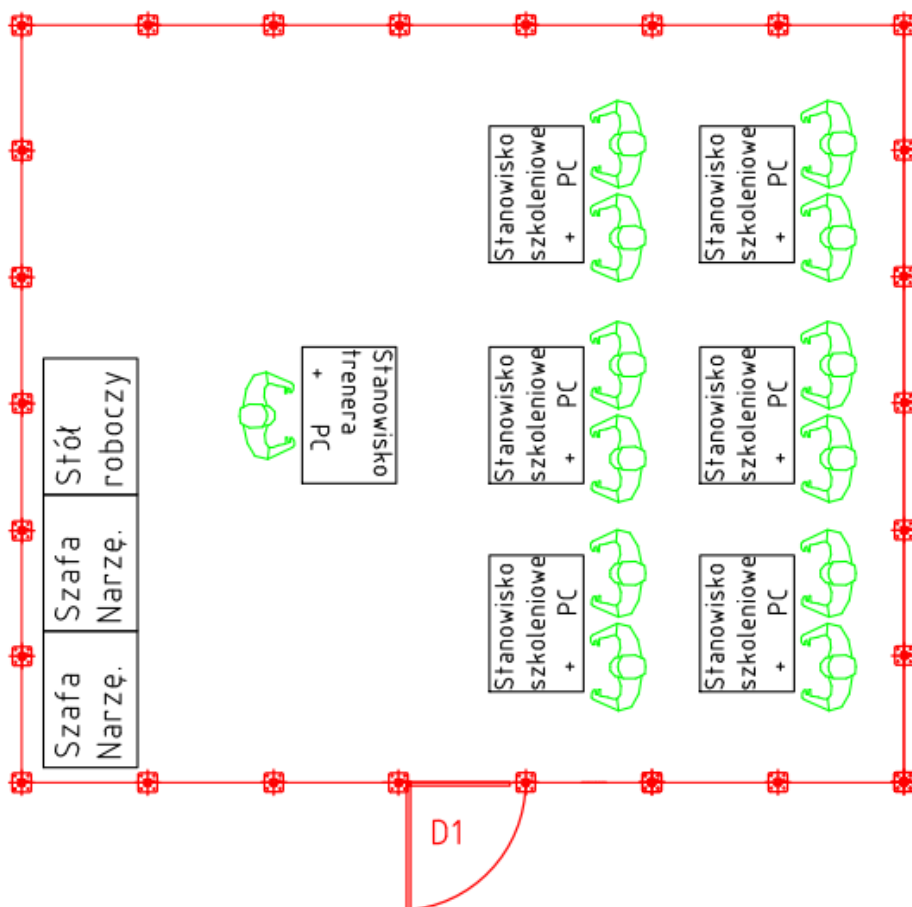 Stanowisko
szkoleniowe
+ PC
Stanowisko
szkoleniowe
+ PC
Stół
roboczy
Stanowisko
trenera
+ PC
Stanowisko
szkoleniowe
+ PC
Stanowisko
szkoleniowe
+ PC
Szafa
Narzę.
Stanowisko
szkoleniowe
+ PC
Stanowisko
szkoleniowe
+ PC
Szafa
Narzę.
D1